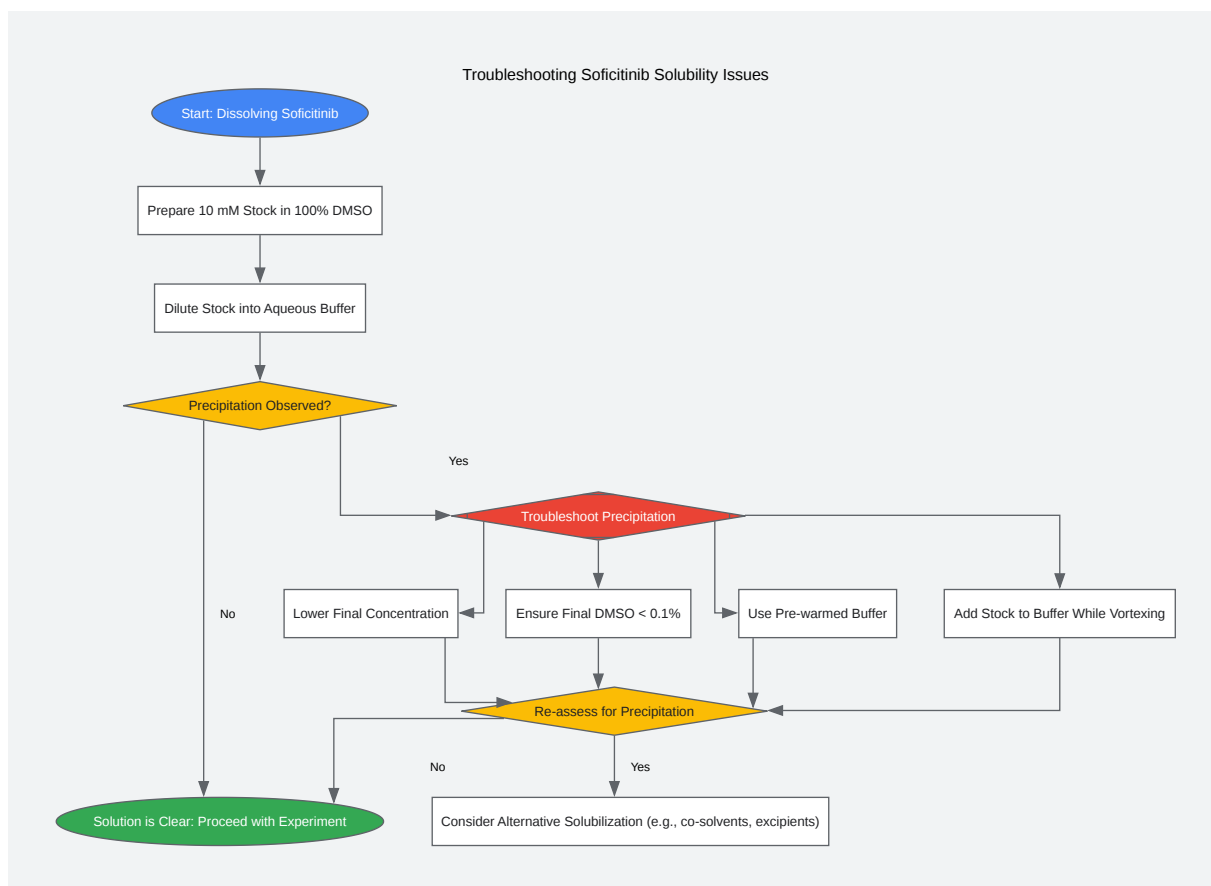 Troubleshooting Soficitinib Solubility Issues
Start: Dissolving Soficitinib
Prepare 10 mM Stock in 100% DMSO
Dilute Stock into Aqueous Buffer
Precipitation Observed?
Yes
Troubleshoot Precipitation
No
Lower Final Concentration
Ensure Final DMSO < 0.1%
Use Pre-warmed Buffer
Add Stock to Buffer While Vortexing
Re-assess for Precipitation
No
Yes
Solution is Clear: Proceed with Experiment
Consider Alternative Solubilization (e.g., co-solvents, excipients)